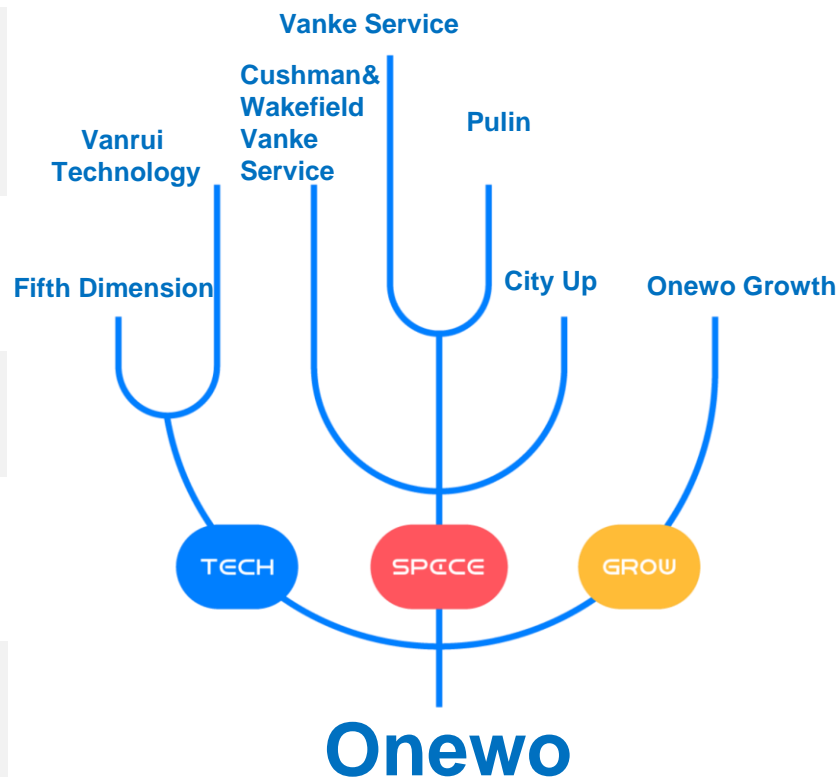 Vanke Service
Cushman&
Wakefield
Vanke
Service
Pulin
Vanrui
Technology
Fifth Dimension
City Up
Onewo Growth
TECH
SPACE
GROW
Onewo